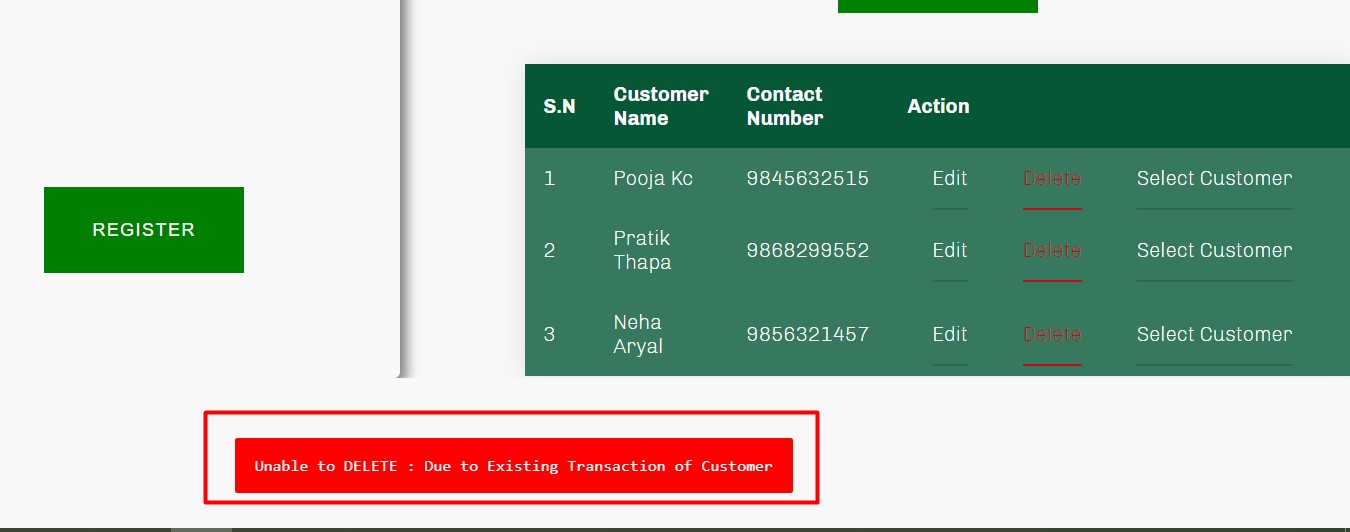 S.N Customer Name Contact Number Action
1 Pooja Kc 9845632515 Edit Delete Select Customer
REGISTER
2 Pratik Thapa 9868299552 Edit Delete Select Customer
3 Neha Aryal 9856321457 Edit Delete Select Customer
Unable to DELETE : Due to Existing Transaction of Customer